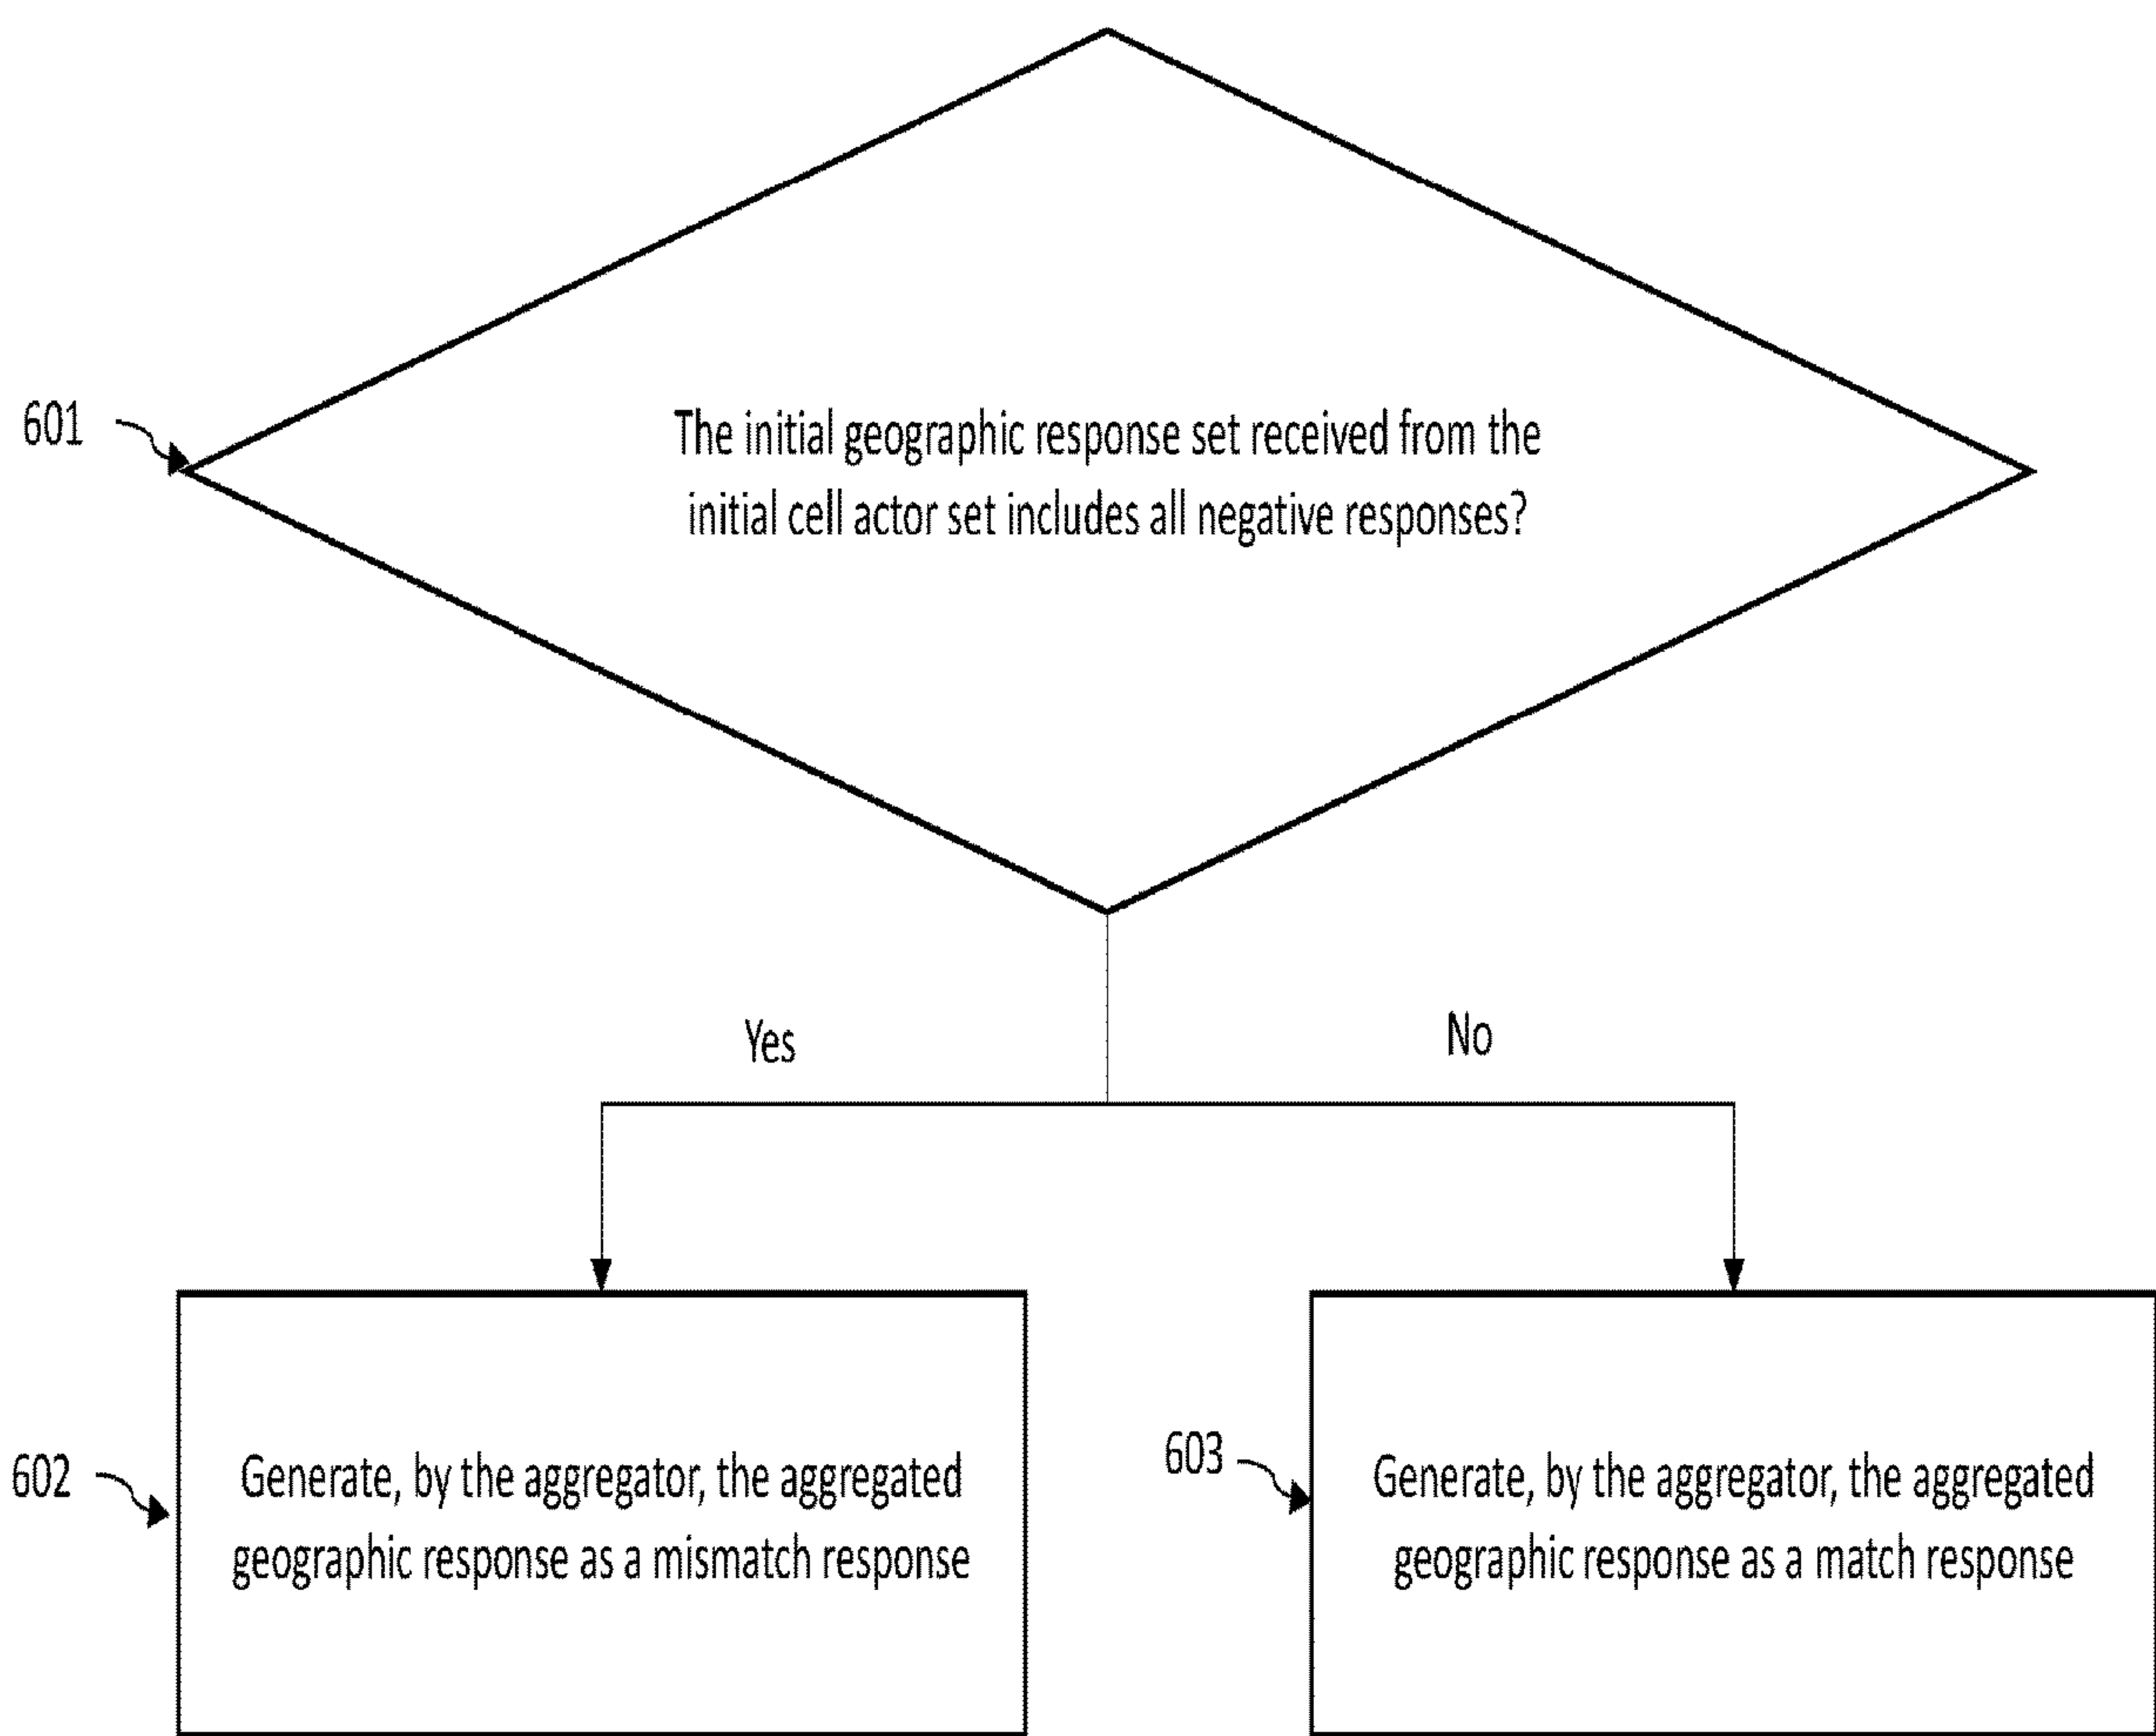 601
The initial geographic response set received from the
initial cell actor set includes all negative responses?
Yes
No
602
Generate, by the aggregator, the aggregated
geographic response as a mismatch response
603
Generate, by the aggregator, the aggregated
geographic response as a match response